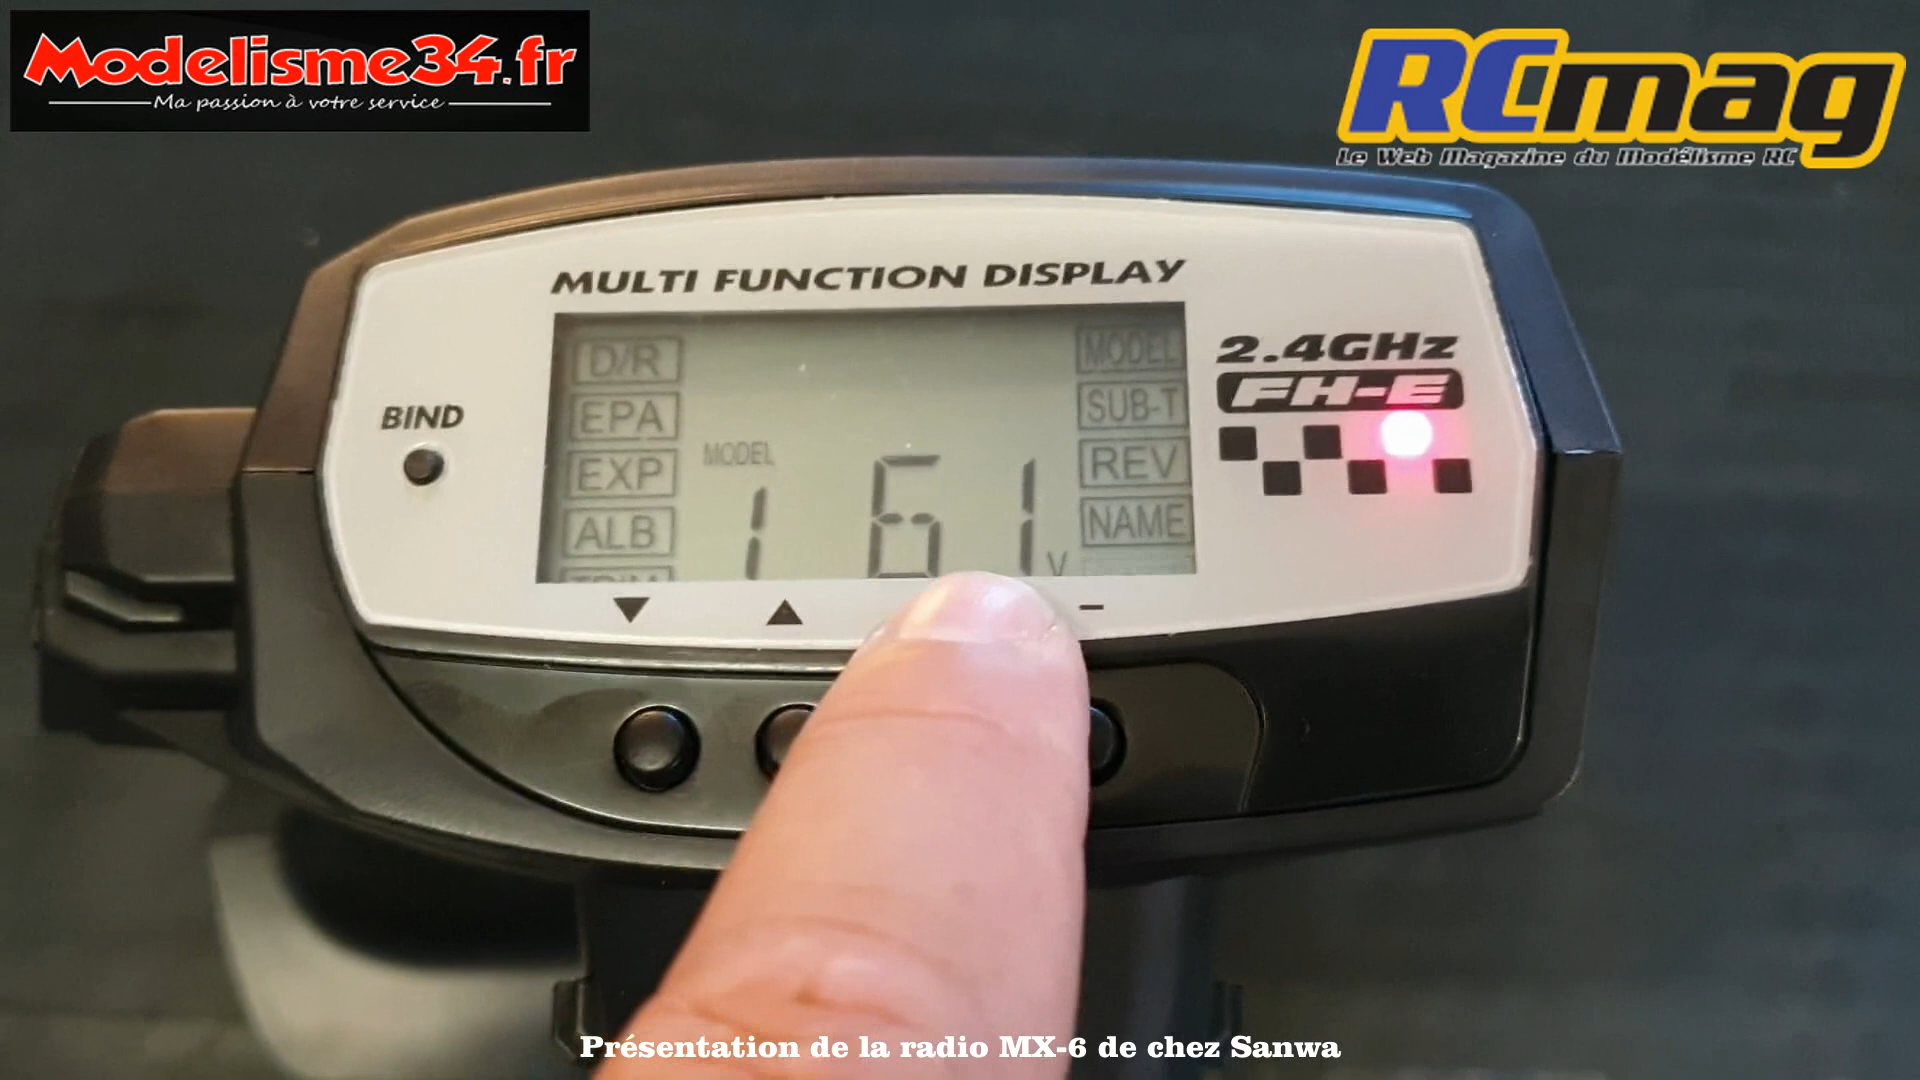 Modelisme34.fr
Ma passion à votre service
RCmag
Le Web Magazine du Modélisme RC
MULTI FUNCTION DISPLAY
BIND
D/R
EPA
EXP
ALB
TRIM
MODEL
1 61 V
MODEL
SUB-T
REV
NAME
2.4GHz
FH-E
▼ ▲ −
Présentation de la radio MX-6 de chez Sanwa